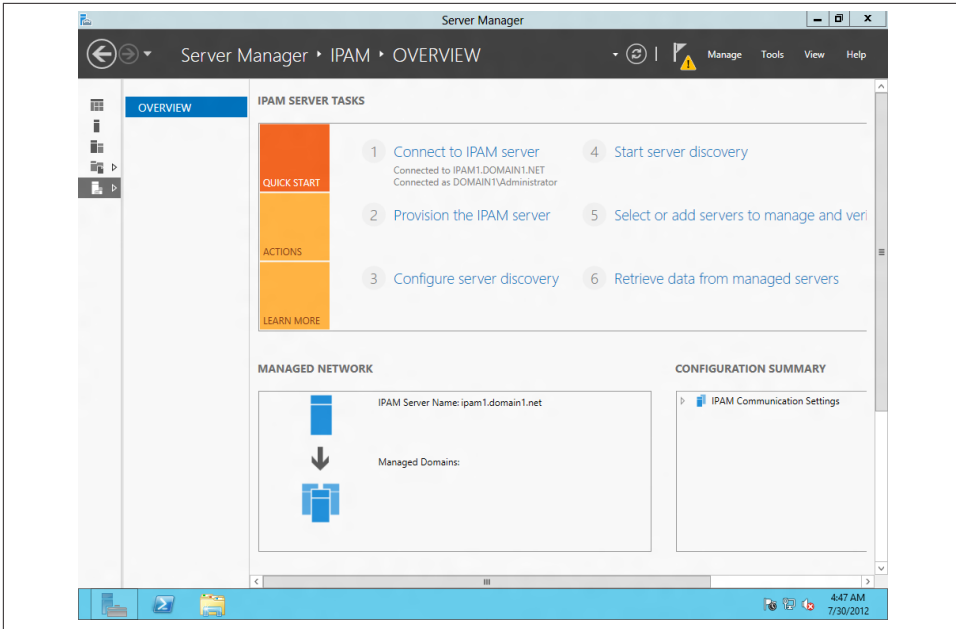 Server Manager
Server Manager ‣ IPAM ‣ OVERVIEW
Manage Tools View Help
OVERVIEW
IPAM SERVER TASKS
QUICK START
ACTIONS
LEARN MORE
1 Connect to IPAM server
Connected to IPAM1.DOMAIN1.NET
Connected as DOMAIN1\Administrator
2 Provision the IPAM server
3 Configure server discovery
4 Start server discovery
5 Select or add servers to manage and veri
6 Retrieve data from managed servers
MANAGED NETWORK
IPAM Server Name: ipam1.domain1.net
Managed Domains:
CONFIGURATION SUMMARY
IPAM Communication Settings
4:47 AM
7/30/2012